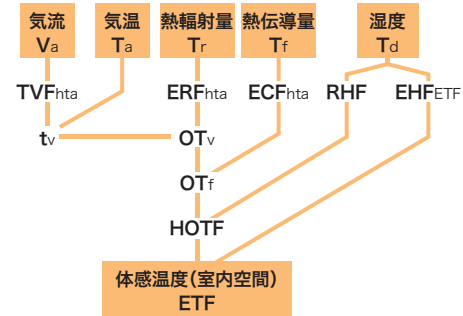 気流
Va
気温
Ta
熱輻射量
Tr
熱伝導量
Tf
湿度
Td
TVFhta
ERFhta
ECFhta
RHF
EHFETF
tv
OTv
OTf
HOTF
体感温度（室内空間）
ETF